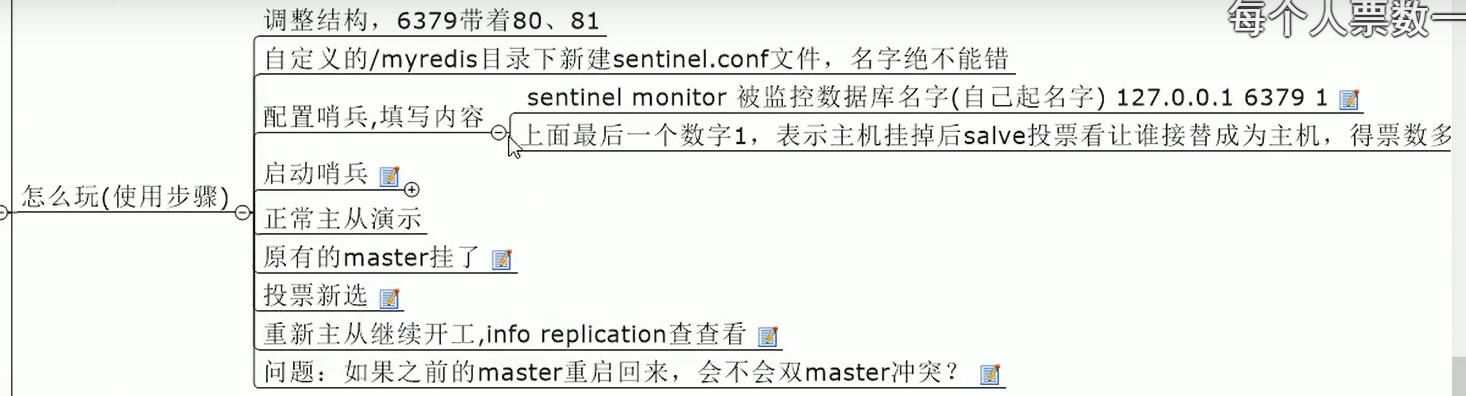 每个人票数一
调整结构，6379带着80、81
自定义的/myredis目录下新建sentinel.conf文件，名字绝不能错
配置哨兵,填写内容
sentinel monitor 被监控数据库名字(自己起名字) 127.0.0.1 6379 1
上面最后一个数字1，表示主机挂掉后salve投票看让谁接替成为主机，得票数多
启动哨兵
怎么玩(使用步骤)
正常主从演示
原有的master挂了
投票新选
重新主从继续开工,info replication查查看
问题：如果之前的master重启回来，会不会双master冲突？